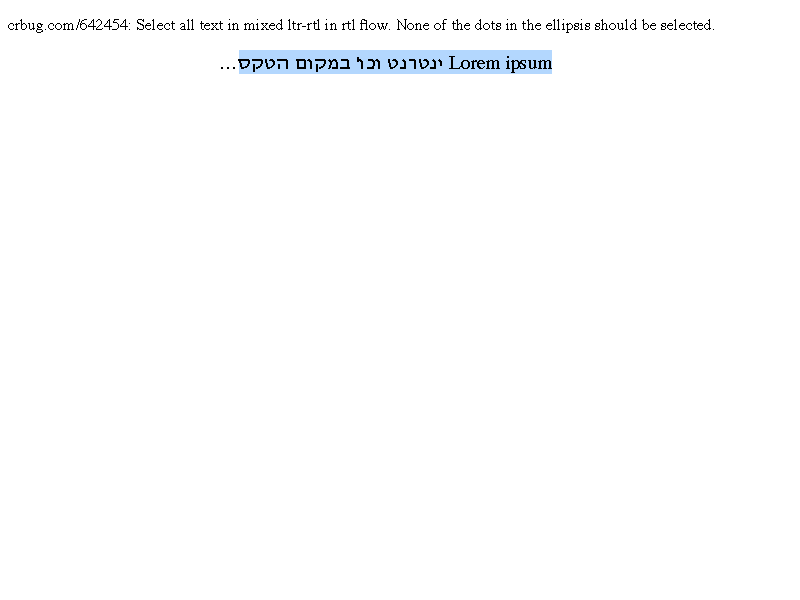 crbug.com/642454: Select all text in mixed ltr-rtl in rtl flow. None of the dots in the ellipsis should be selected.
Lorem ipsum ינטרנט וכו' במקום הטקס...